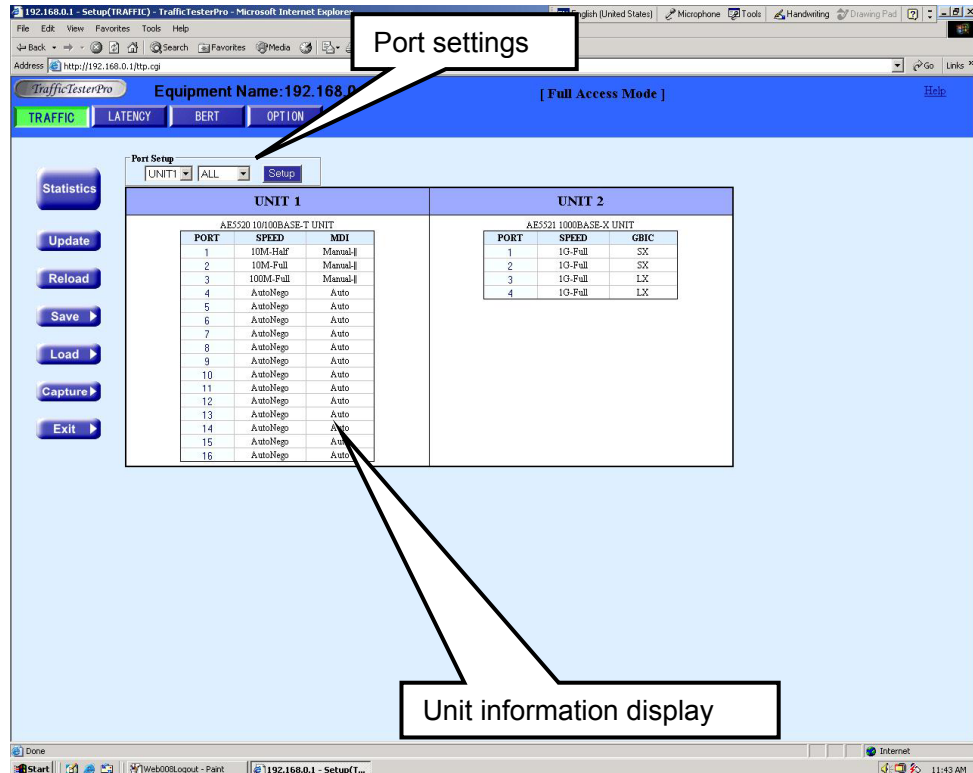 192.168.0.1 - Setup(TRAFFIC) - TrafficTesterPro - Microsoft Internet Explorer
English (United States) Microphone Tools Handwriting Drawing Pad
File Edit View Favorites Tools Help
Back Search Favorites Media
Address http://192.168.0.1/ttp.cgi Go Links »
Port settings
TrafficTesterPro Equipment Name:192.168.0 [ Full Access Mode ] Help
TRAFFIC LATENCY BERT OPTION
Port Setup
UNIT1 ALL Setup
Statistics
Update
Reload
Save
Load
Capture
Exit
UNIT 1
AE5520 10/100BASE-T UNIT
PORT SPEED MDI
1 10M-Half Manual-||
2 10M-Full Manual-||
3 100M-Full Manual-||
4 AutoNego Auto
5 AutoNego Auto
6 AutoNego Auto
7 AutoNego Auto
8 AutoNego Auto
9 AutoNego Auto
10 AutoNego Auto
11 AutoNego Auto
12 AutoNego Auto
13 AutoNego Auto
14 AutoNego Auto
15 AutoNego Auto
16 AutoNego Auto
UNIT 2
AE5521 1000BASE-X UNIT
PORT SPEED GBIC
1 1G-Full SX
2 1G-Full SX
3 1G-Full LX
4 1G-Full LX
Unit information display
Done Internet
Start Web008Logout - Paint 192.168.0.1 - Setup(T... 11:43 AM